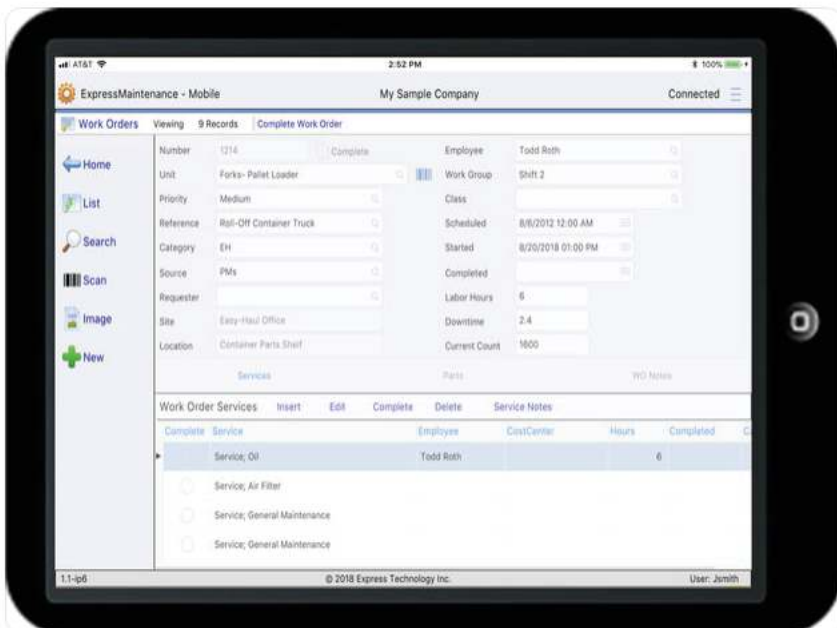 AT&T 2:52 PM 100%
ExpressMaintenance - Mobile My Sample Company Connected
Work Orders Viewing 9 Records Complete Work Order
Home
List
Search
Scan
Image
New
Number 1214 Complete Employee Todd Roth
Unit Forks- Pallet Loader Work Group Shift 2
Priority Medium Class
Reference Roll-Off Container Truck Scheduled 8/6/2012 12:00 AM
Category EH Started 8/20/2018 01:00 PM
Source PMs Completed
Requester Labor Hours 6
Site Easy-Haul Office Downtime 2.4
Location Container Parts Shelf Current Count 1600
Services Parts WO Notes
Work Order Services Insert Edit Complete Delete Service Notes
Complete Service Employee CostCenter Hours Completed
Service; Oil Todd Roth 6
Service; Air Filter
Service; General Maintenance
Service; General Maintenance
1.1-ip6 © 2018 Express Technology Inc. User: Jsmith